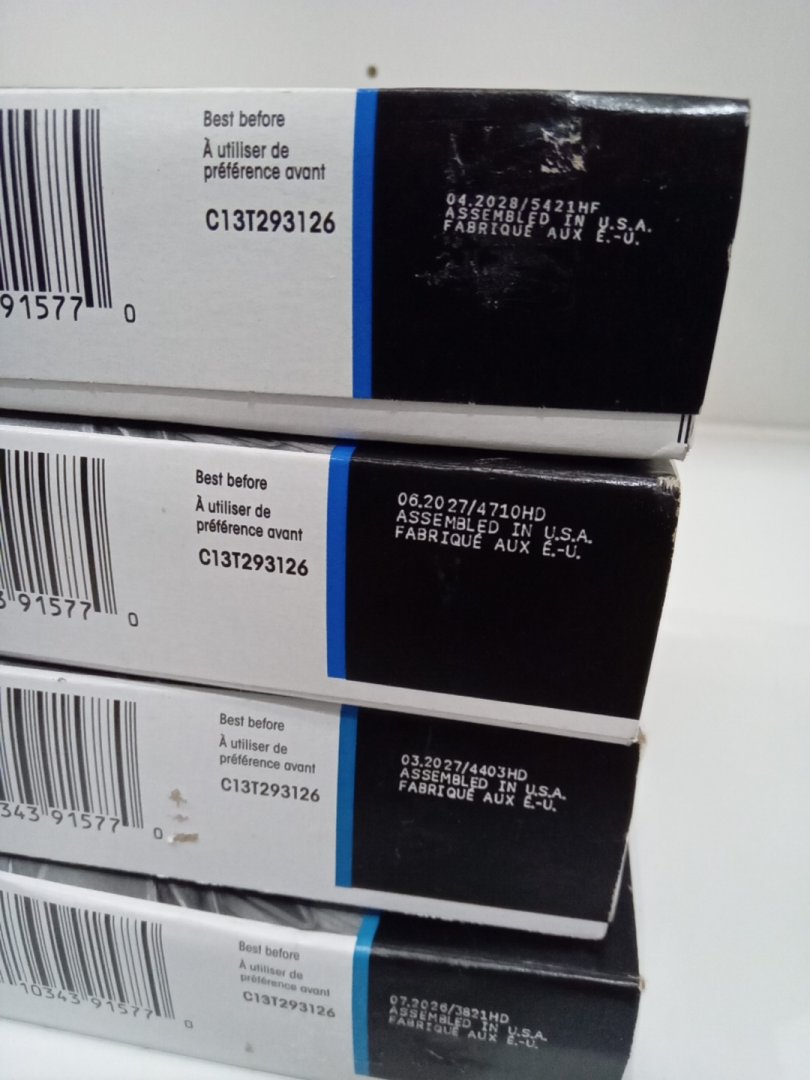 Best before
À utiliser de
préférence avant
C13T293126
91577 0
04.2028/5421HF
ASSEMBLED IN U.S.A.
FABRIQUÉ AUX É.-U.
Best before
À utiliser de
préférence avant
C13T293126
3 91577 0
06.2027/4710HD
ASSEMBLED IN U.S.A.
FABRIQUÉ AUX É.-U.
Best before
À utiliser de
préférence avant
C13T293126
343 91577 0
03.2027/4403HD
ASSEMBLED IN U.S.A.
FABRIQUÉ AUX É.-U.
Best before
À utiliser de
préférence avant
C13T293126
10343 91577 0
07.2026/3821HD
ASSEMBLED IN U.S.A.
FABRIQUÉ AUX É.-U.